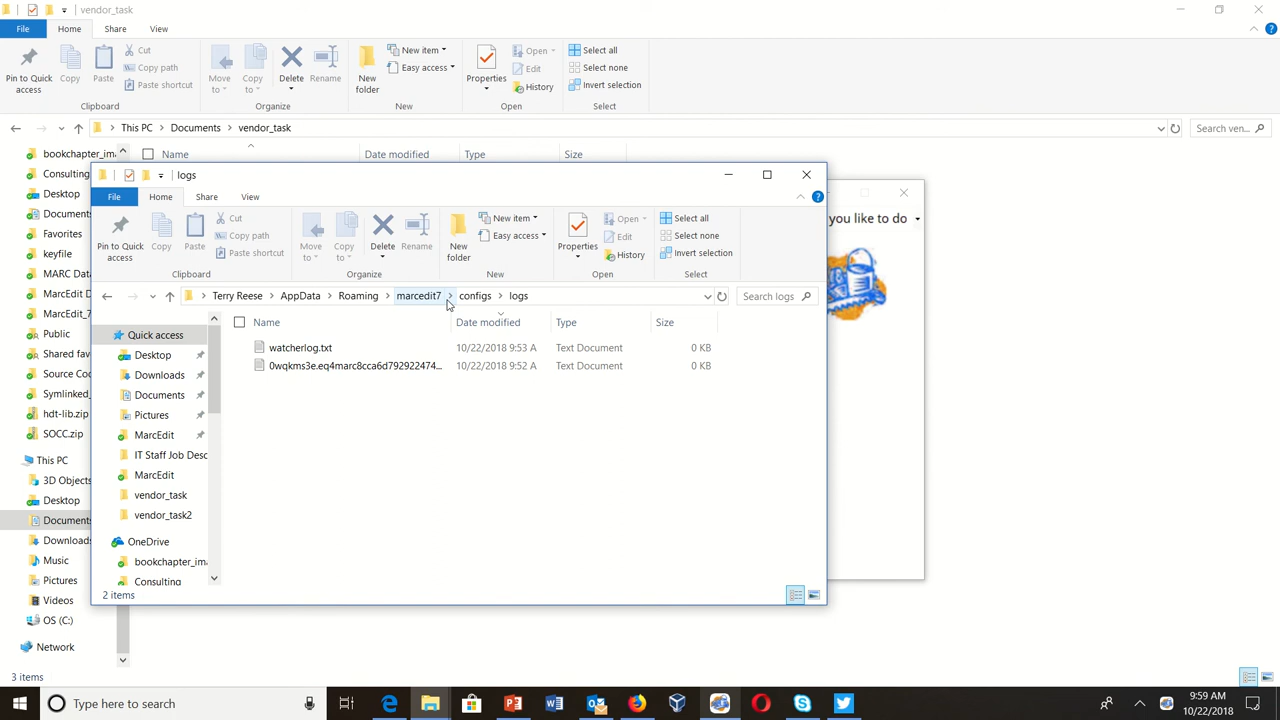 vendor_task
File Home Share View
Pin to Quick access
Copy
Paste
Cut
Copy path
Paste shortcut
Clipboard
Move to
Copy to
Delete
Rename
Organize
New folder
New item
Easy access
New
Properties
Open
Edit
History
Open
Select all
Select none
Invert selection
Select
This PC > Documents > vendor_task
Search ven...
Name Date modified Type Size
bookchapter_im
Consulting
Desktop
Documents
Favorites
keyfile
MARC Dat
MarcEdit D
MarcEdit_7
Public
Shared fav
Source Cod
Symlinked_
hdt-lib.zip
SOCC.zip
This PC
3D Objects
Desktop
Documents
Downloads
Music
Pictures
Videos
OS (C:)
Network
3 items
logs
File Home Share View
Pin to Quick access
Copy
Paste
Cut
Copy path
Paste shortcut
Clipboard
Move to
Copy to
Delete
Rename
Organize
New folder
New item
Easy access
New
Properties
Open
Edit
History
Open
Select all
Select none
Invert selection
Select
Terry Reese > AppData > Roaming > marcedit7 > configs > logs
Search logs
Name Date modified Type Size
watcherlog.txt 10/22/2018 9:53 A Text Document 0 KB
0wqkms3e.eq4marc8cca6d792922474... 10/22/2018 9:52 A Text Document 0 KB
Quick access
Desktop
Downloads
Documents
Pictures
MarcEdit
IT Staff Job Desc
MarcEdit
vendor_task
vendor_task2
OneDrive
bookchapter_ima
Consulting
2 items
you like to do
Type here to search
9:59 AM
10/22/2018